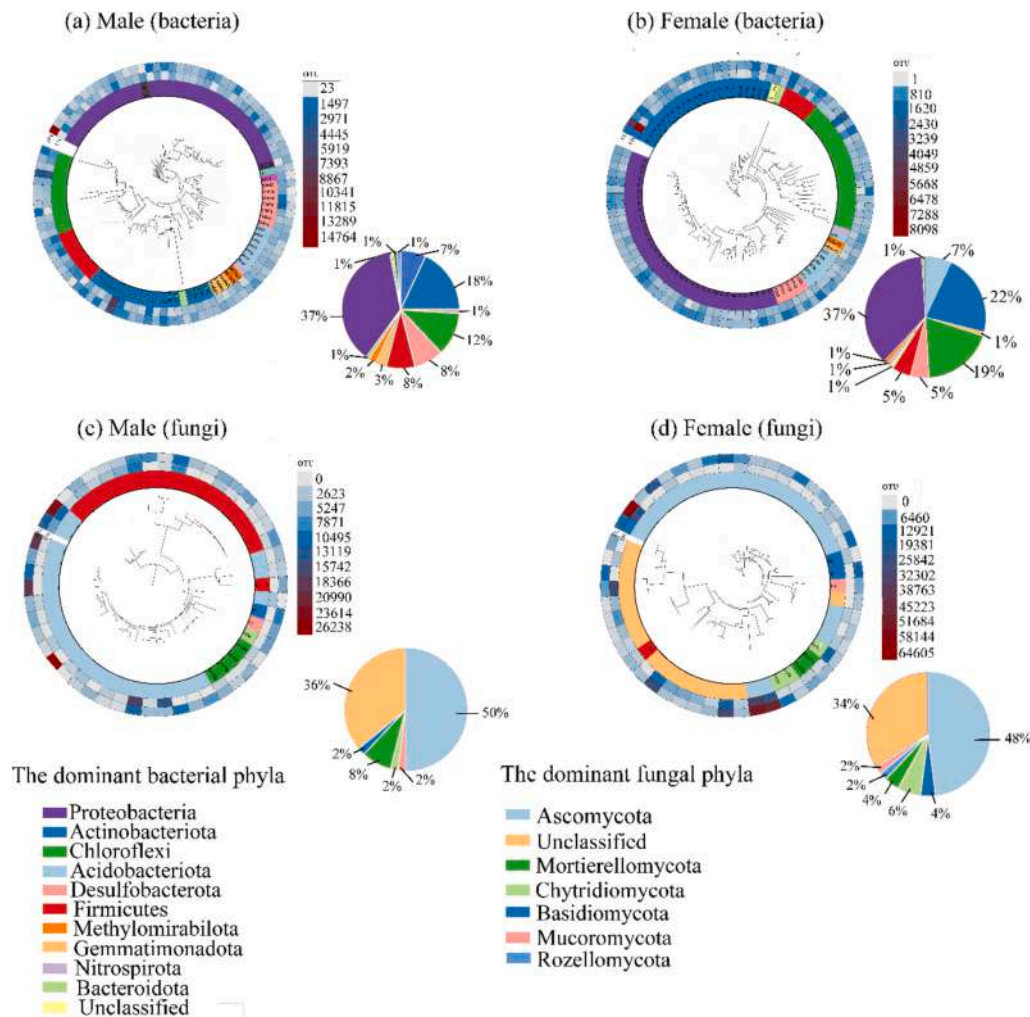 (a) Male (bacteria)
(b) Female (bacteria)
OTU
23
1497
2971
4445
5919
7393
8867
10341
11815
13289
14764
OTU
1
810
1620
2430
3239
4049
4859
5668
6478
7288
8098
1%
1%
1%
7%
18%
1%
12%
8%
8%
3%
2%
1%
37%
1%
7%
22%
1%
19%
5%
5%
1%
1%
1%
37%
(c) Male (fungi)
(d) Female (fungi)
OTU
0
2623
5247
7871
10495
13119
15742
18366
20990
23614
26238
OTU
0
6460
12921
19381
25842
32302
38763
45223
51684
58144
64605
36%
50%
2%
8%
2%
2%
34%
48%
2%
2%
4%
6%
4%
The dominant bacterial phyla
Proteobacteria
Actinobacteriota
Chloroflexi
Acidobacteriota
Desulfobacterota
Firmicutes
Methylomirabilota
Gemmatimonadota
Nitrospirota
Bacteroidota
Unclassified
The dominant fungal phyla
Ascomycota
Unclassified
Mortierellomycota
Chytridiomycota
Basidiomycota
Mucoromycota
Rozellomycota